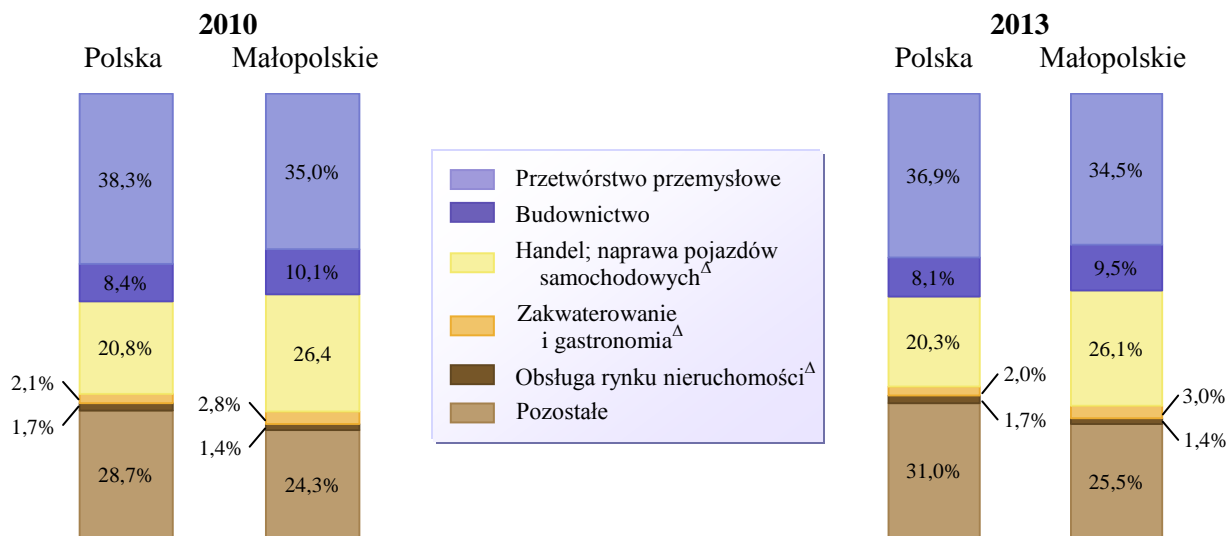 2010
Polska Małopolskie
38,3%
8,4%
20,8%
2,1%
1,7%
28,7%
35,0%
10,1%
26,4
2,8%
1,4%
24,3%
Przetwórstwo przemysłowe
Budownictwo
Handel; naprawa pojazdów
samochodowych^Δ
Zakwaterowanie
i gastronomia^Δ
Obsługa rynku nieruchomości^Δ
Pozostałe
2013
Polska Małopolskie
36,9%
8,1%
20,3%
2,0%
1,7%
31,0%
34,5%
9,5%
26,1%
3,0%
1,4%
25,5%